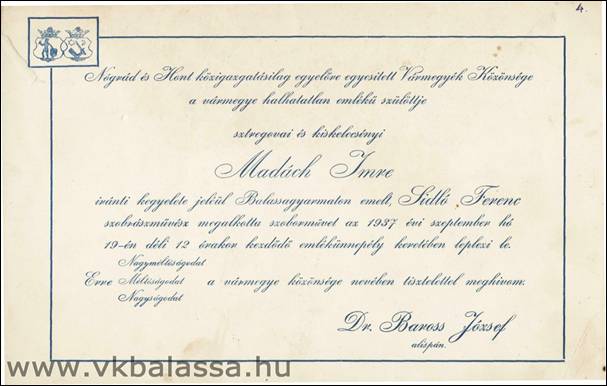 4.
Nógrád és Hont közigazgatásilag egyelőre egyesitett Vármegyék Közönsége
a vármegye halhatatlan emlékű szülöttje
sztregovai és kiskelecsényi
Madách Imre
iránti kegyelete jeléül Balassagyarmaton emelt, Sidló Ferenc
szobrászművész megalkotta szoborművet az 1937 évi szeptember hó
19-én déli 12 órakor kezdődő emlékünnepély keretében leplezi le.
Nagyméltóságodat
Erre Méltóságodat a vármegye közönsége nevében tisztelettel meghivom.
Nagyságodat
Dr. Baross József
alispán.
www.vkbalassa.hu